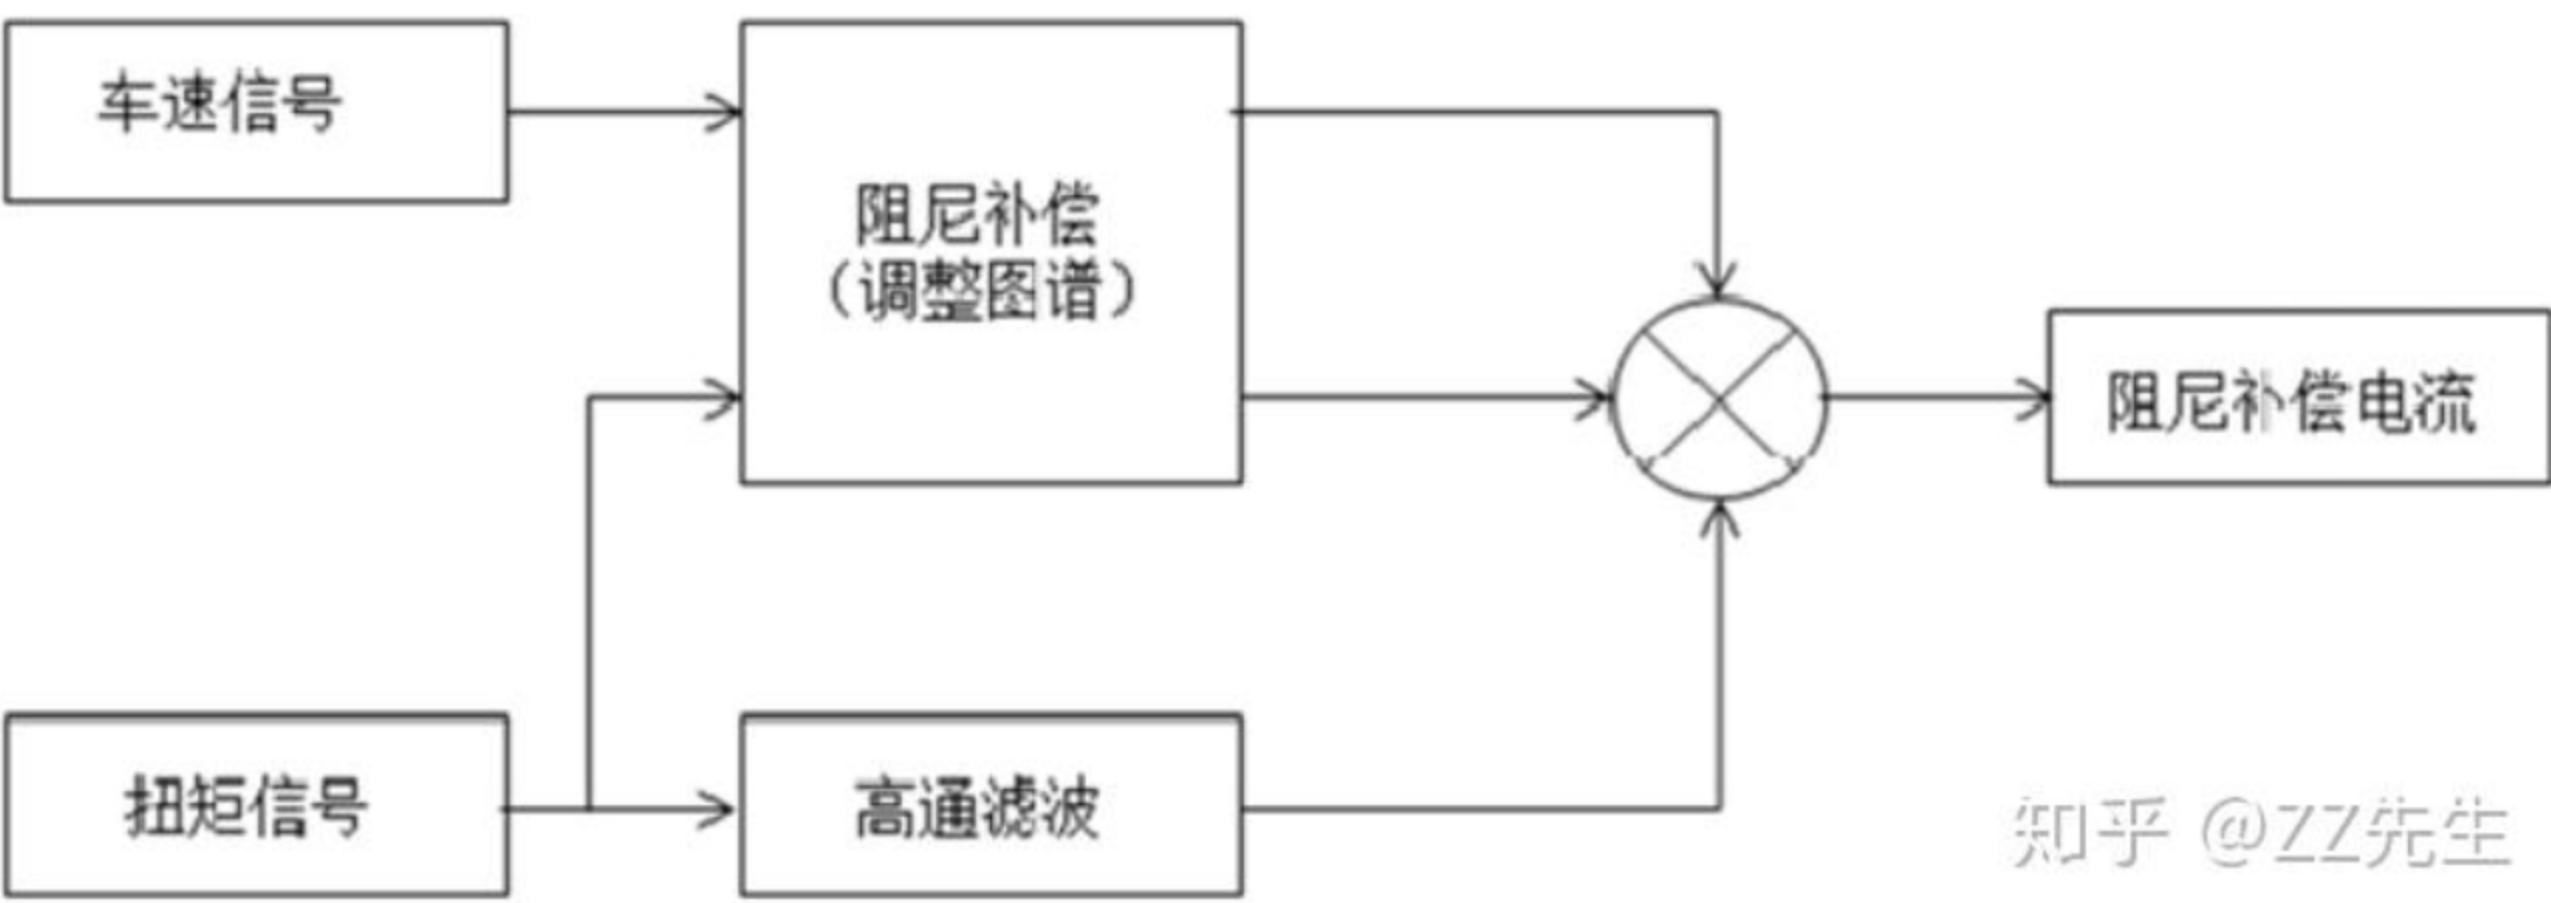 车速信号
阻尼补偿
（调整图谱）
阻尼补偿电流
扭矩信号
高通滤波
知乎 @ZZ先生